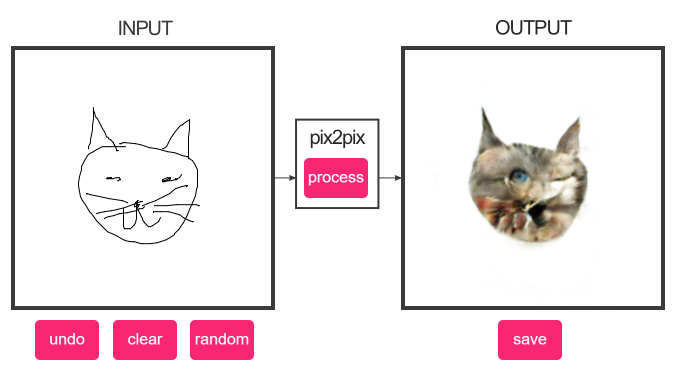 INPUT
OUTPUT
pix2pix
process
undo
clear
random
save